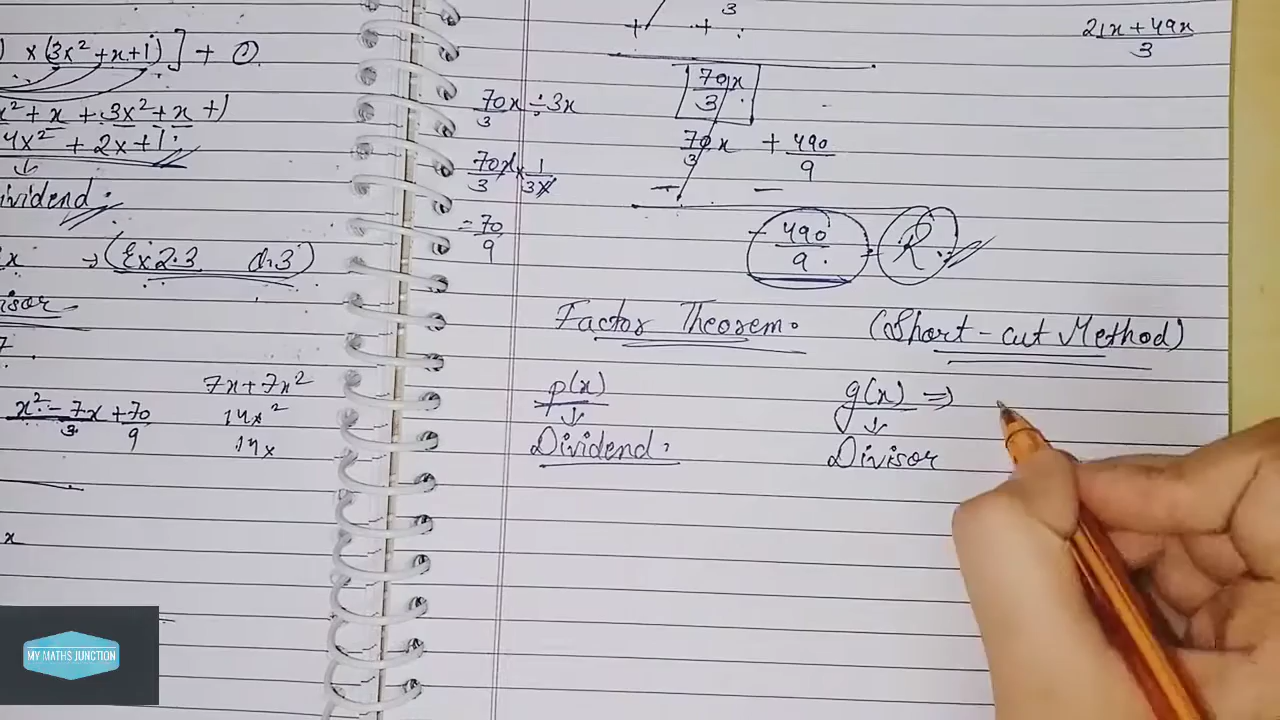 x (3x² + x + 1)] + 0
x² + x + 3x² + x + 1
4x² + 2x + 1
ividend.
→ (Ex 2.3 Q.3)
isor
7x + 7x²
x² - 7x/3 + 70/9
14x²
14x
x
3
+ +
21x + 49x / 3
70x/3
70x/3 ÷ 3x
70x/3 + 490/9
70x/3 × 1/3x
- -
= 70/9
- 490/9 = R.
Factor Theorem. (Short-cut Method)
p(x) g(x) ⇒
↓ ↓
Dividend. Divisor
MY MATHS JUNCTION